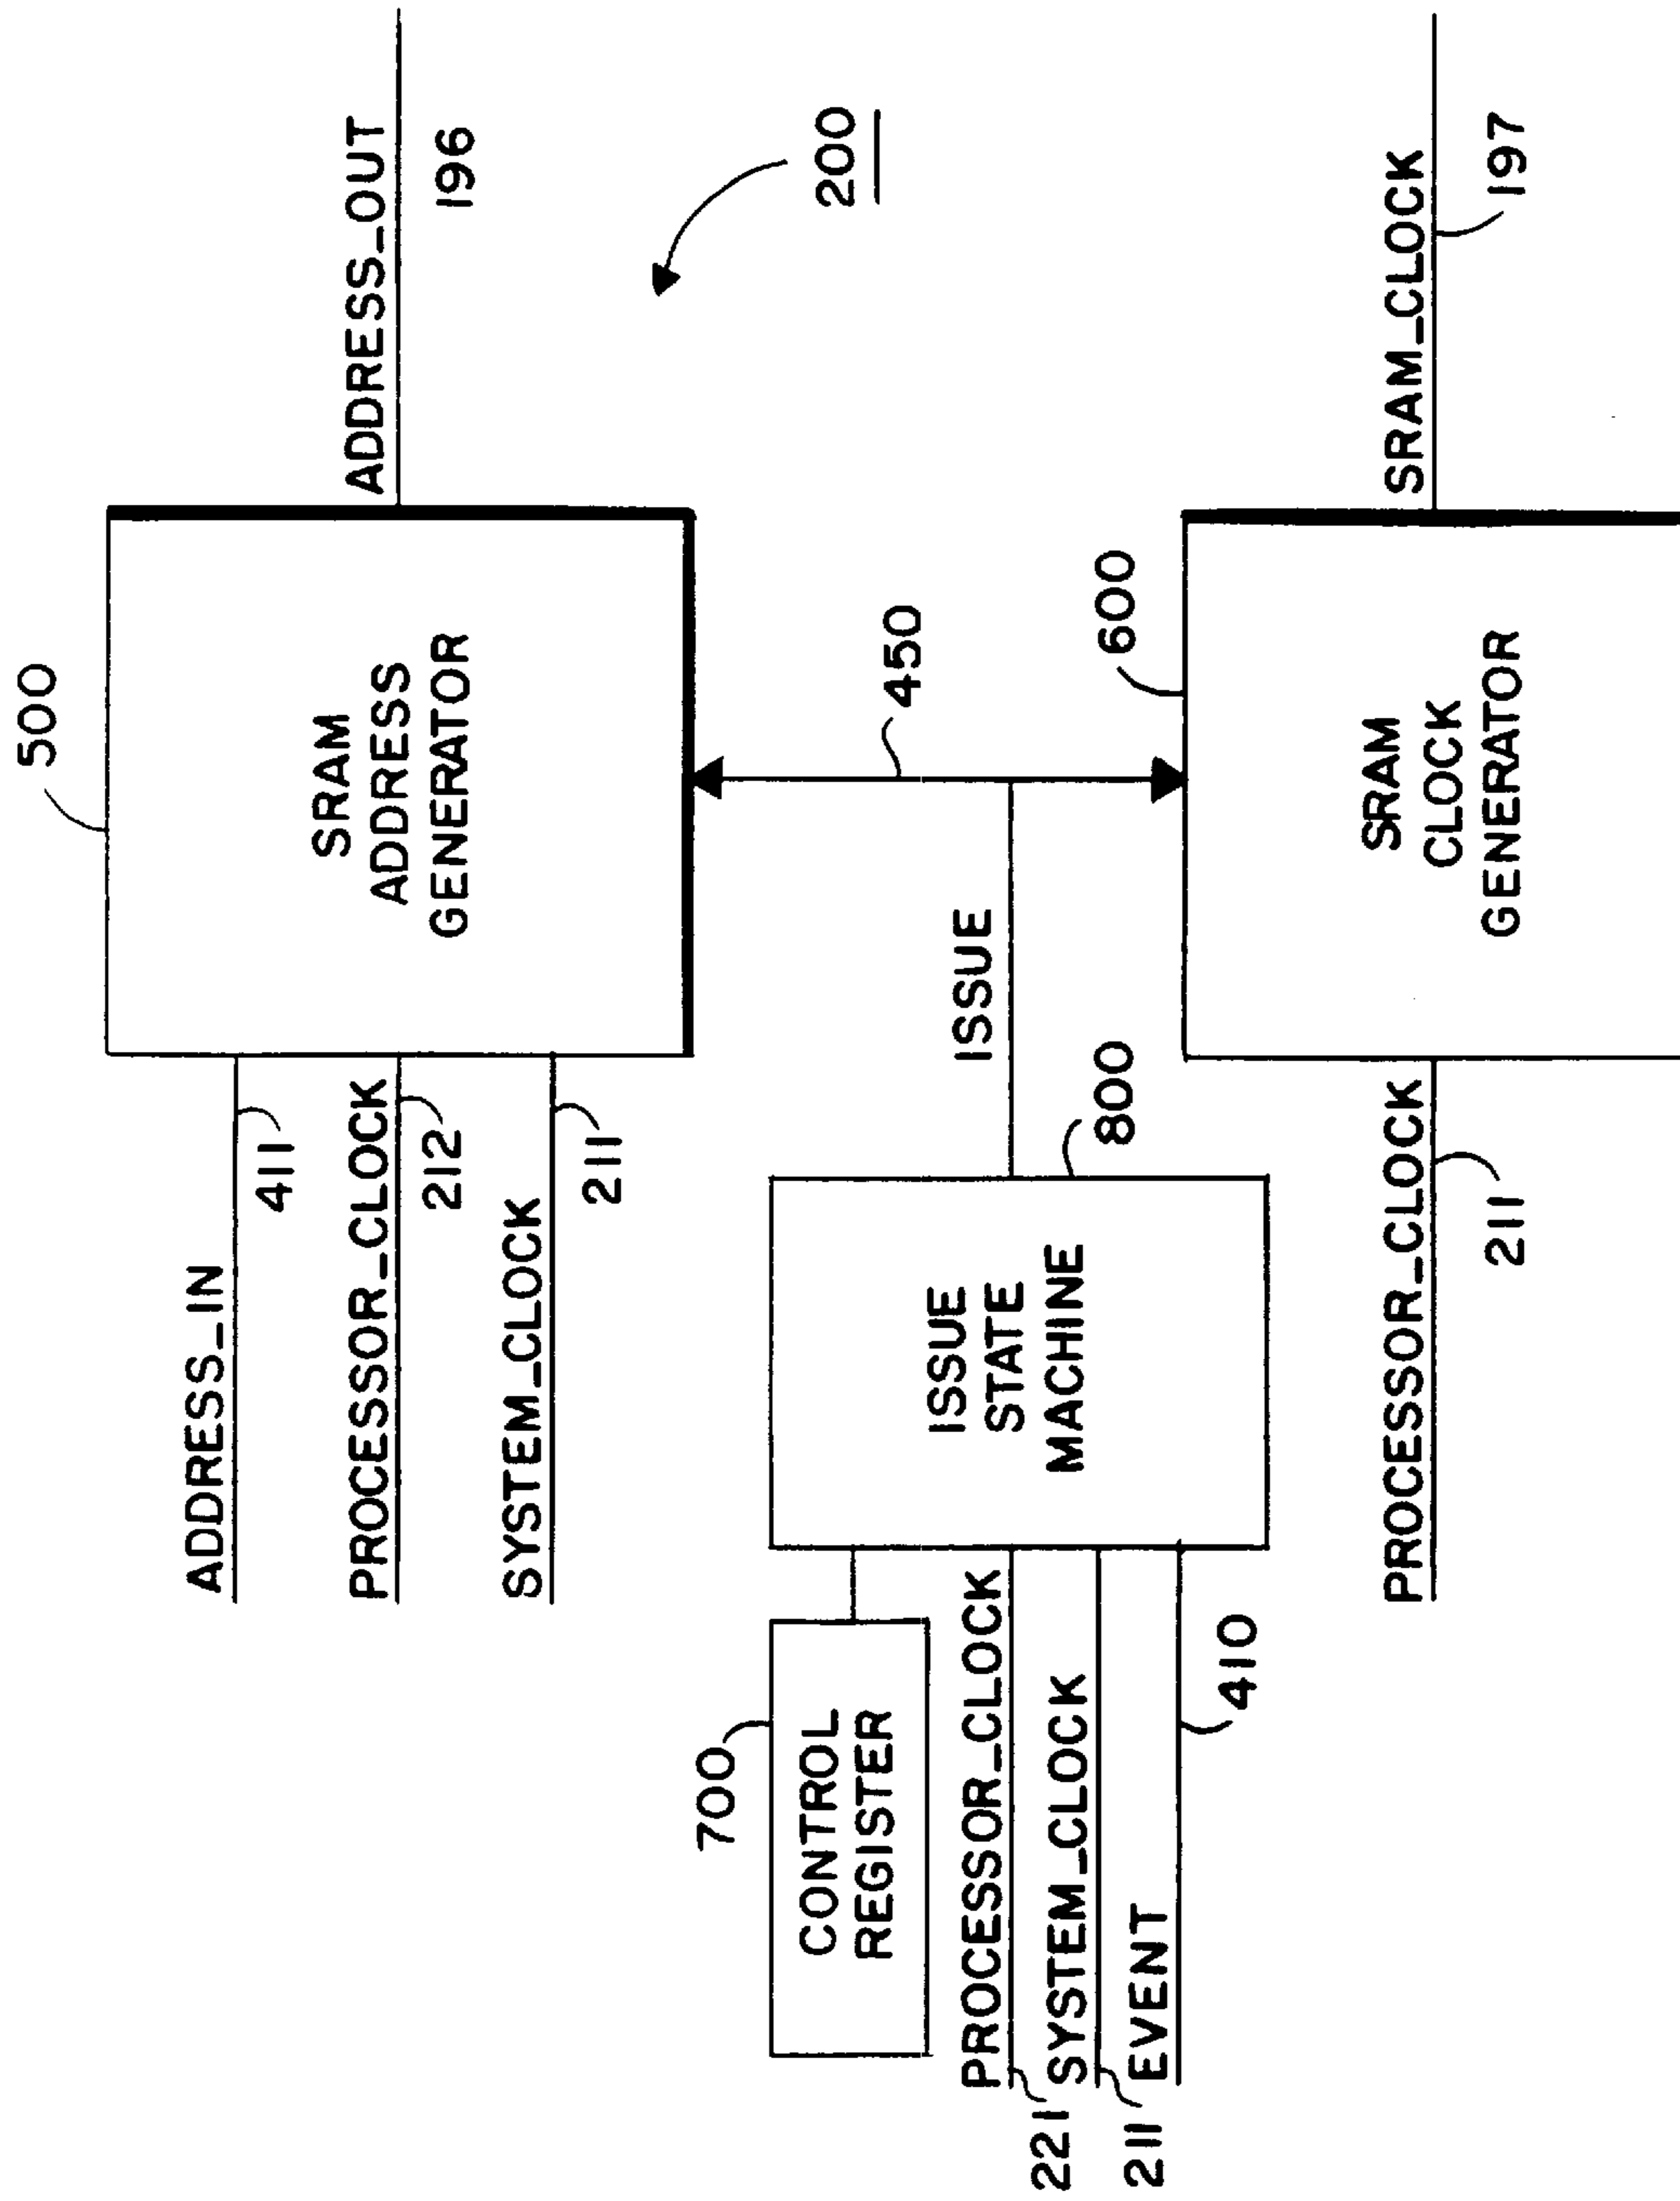 500
SRAM
ADDRESS
GENERATOR
ADDRESS_IN
411
PROCESSOR_CLOCK
212
SYSTEM_CLOCK
211
ADDRESS_OUT
196
200
450
ISSUE
700
CONTROL
REGISTER
ISSUE
STATE
MACHINE
800
PROCESSOR_CLOCK
221
SYSTEM_CLOCK
211
EVENT
410
600
SRAM
CLOCK
GENERATOR
PROCESSOR_CLOCK
211
SRAM_CLOCK
197